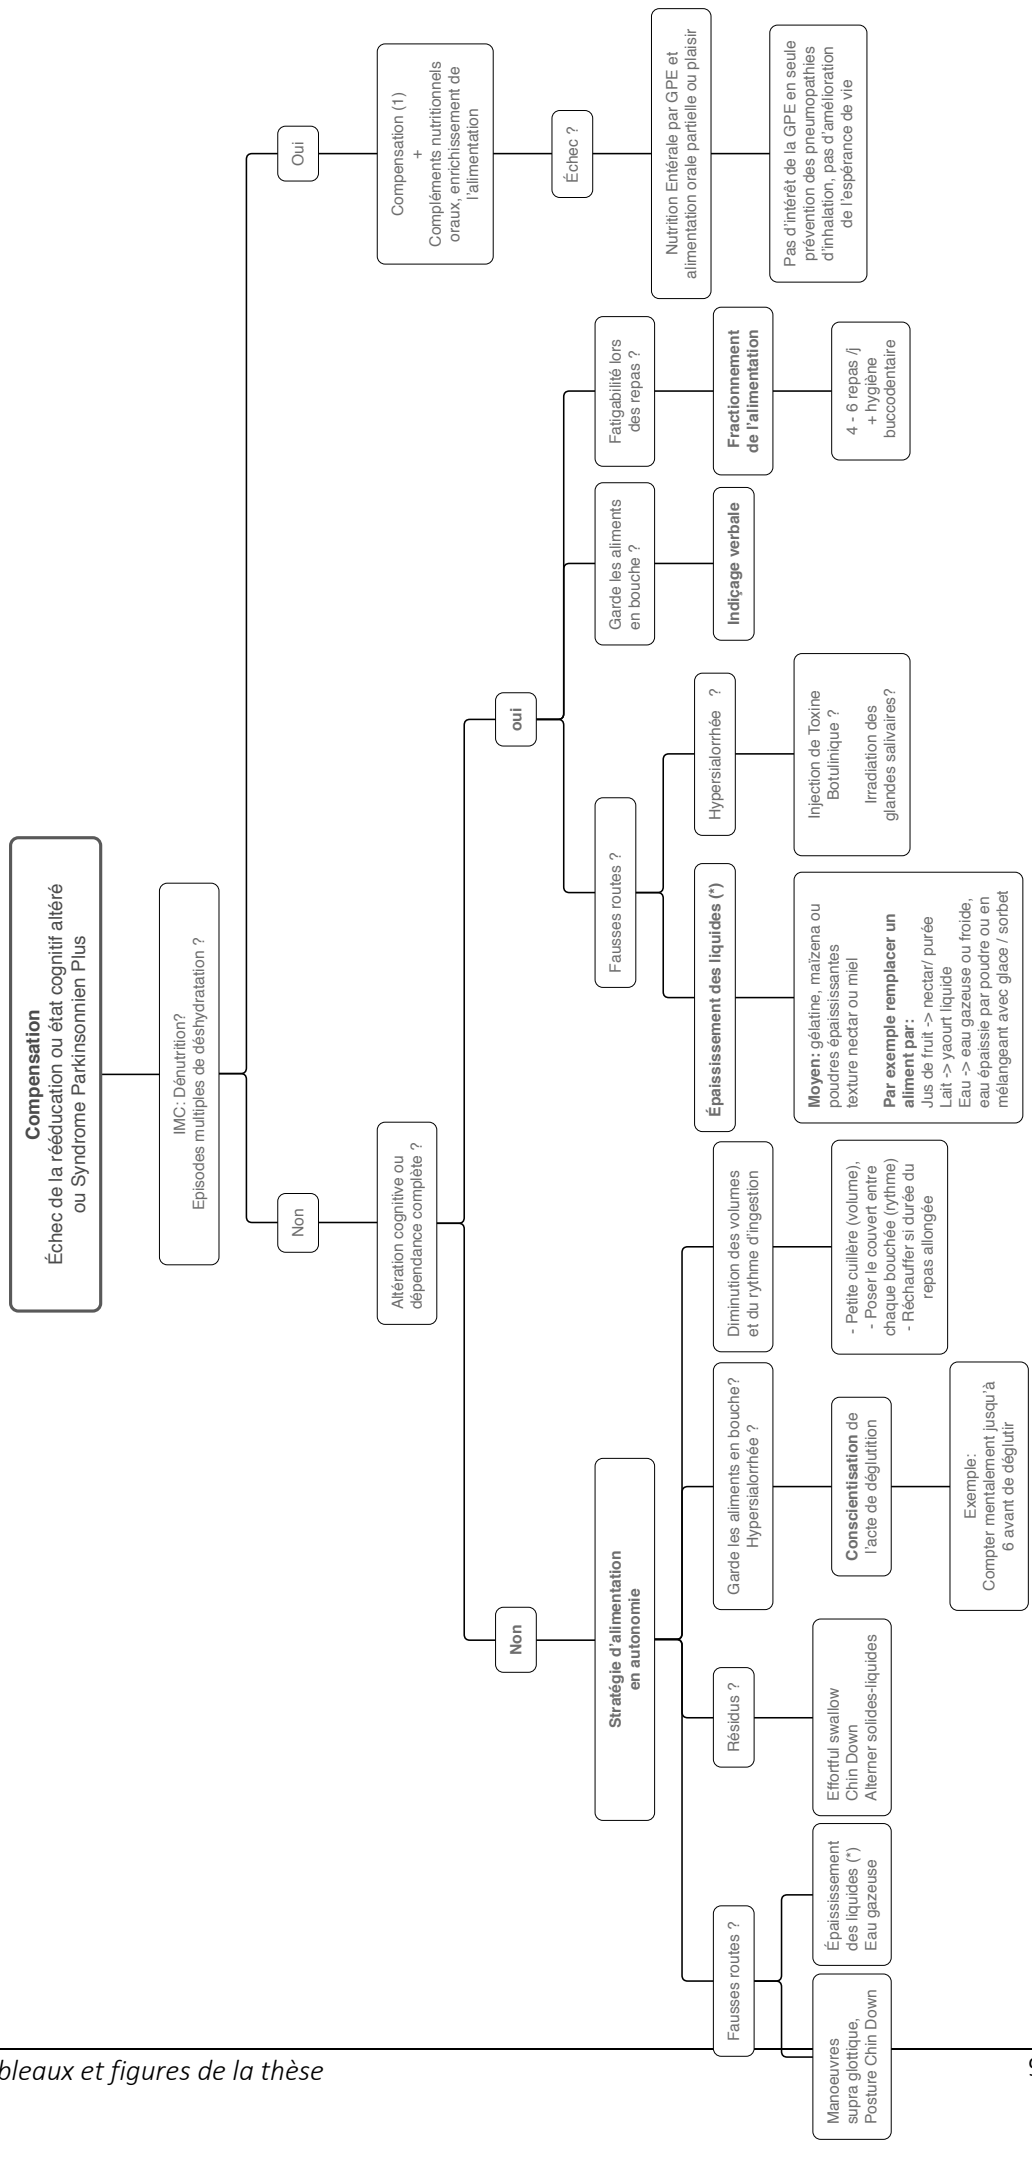 Compensation
Échec de la rééducation ou état cognitif altéré
ou Syndrome Parkinsonnien Plus
IMC: Dénutrition?
Episodes multiples de déshydratation ?
Non
Altération cognitive ou
dépendance complète ?
Non
Stratégie d'alimentation
en autonomie
Fausses routes ?
Manoeuvres
supra glottique,
Posture Chin Down
Épaississement
des liquides (*)
Eau gazeuse
Résidus ?
Effortful swallow
Chin Down
Alterner solides-liquides
Garde les aliments en bouche?
Hypersialorrhée ?
Conscientisation de
l'acte de déglutition
Exemple:
Compter mentalement jusqu'à
6 avant de déglutir
Diminution des volumes
et du rythme d'ingestion
- Petite cuillère (volume),
- Poser le couvert entre
chaque bouchée (rythme)
- Réchauffer si durée du
repas allongée
oui
Fausses routes ?
Épaississement des liquides (*)
Moyen: gélatine, maïzena ou
poudres épaississantes
texture nectar ou miel
Par exemple remplacer un
aliment par:
Jus de fruit -> nectar/ purée
Lait -> yaourt liquide
Eau -> eau gazeuse ou froide,
eau épaissie par poudre ou en
mélangeant avec glace / sorbet
Hypersialorrhée ?
Injection de Toxine
Botulinique ?
Irradiation des
glandes salivaires?
Garde les aliments
en bouche ?
Indiçage verbale
Fatigabilité lors
des repas ?
Fractionnement
de l'alimentation
4 - 6 repas /j
+ hygiène
buccodentaire
Oui
Compensation (1)
+
Compléments nutritionnels
oraux, enrichissement de
l'alimentation
Échec ?
Nutrition Entérale par GPE et
alimentation orale partielle ou plaisir
Pas d'intérêt de la GPE en seule
prévention des pneumopathies
d'inhalation, pas d'amélioration
de l'espérance de vie
bleaux et figures de la thèse